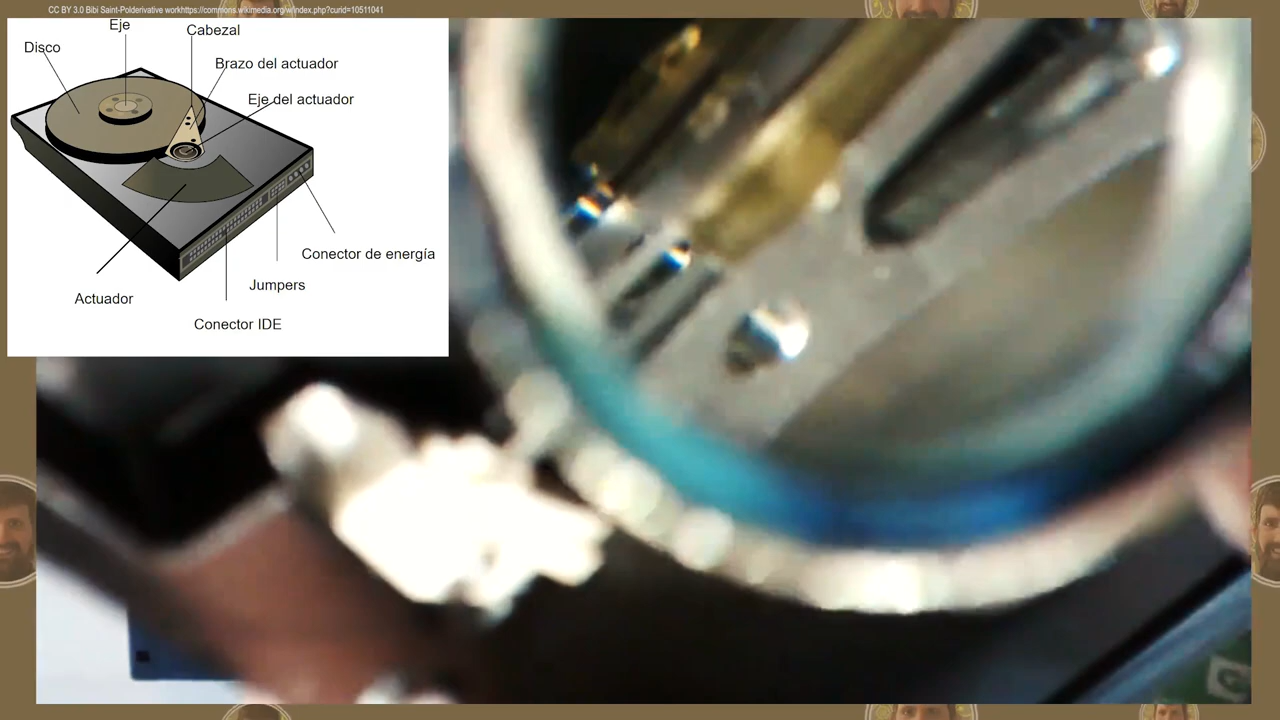 CC BY 3.0 Bibi Saint-Polderivative workhttps://commons.wikimedia.org/w/index.php?curid=10511041
Eje
Cabezal
Disco
Brazo del actuador
Eje del actuador
Conector de energía
Jumpers
Actuador
Conector IDE